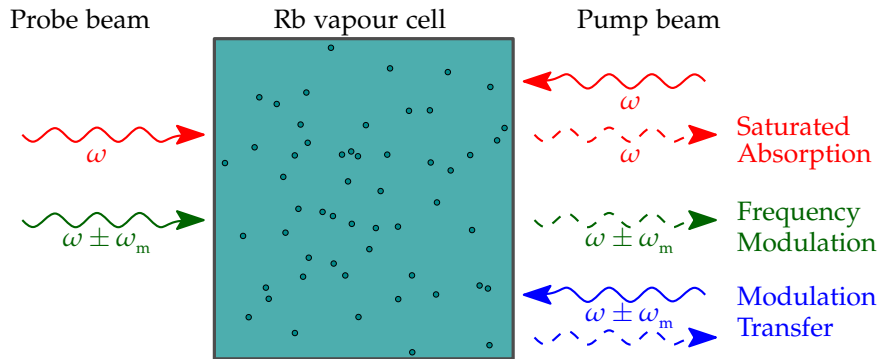 Probe beam
Rb vapour cell
Pump beam
ω
ω
ω
Saturated
Absorption
ω ± ωm
ω ± ωm
Frequency
Modulation
ω ± ωm
Modulation
Transfer